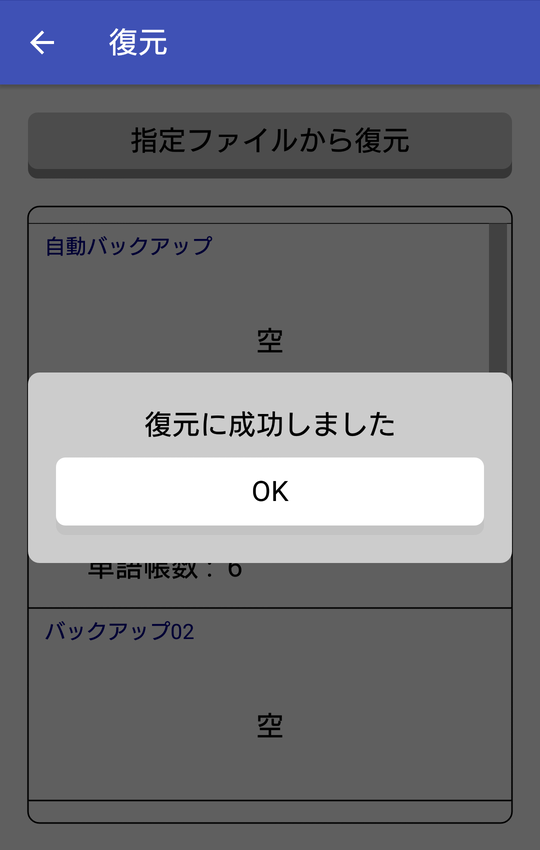 復元
指定ファイルから復元
自動バックアップ
空
復元に成功しました
OK
単語帳数：6
バックアップ02
空